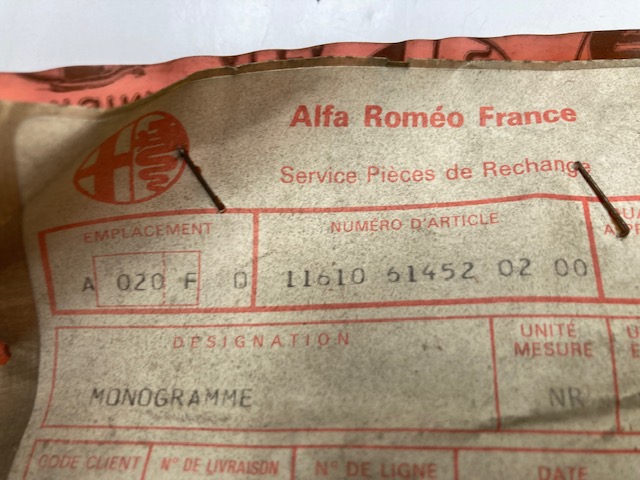 Alfa Roméo France
Service Pièces de Rechange
EMPLACEMENT
NUMÉRO D'ARTICLE
A 020 F 0
11610 61452 02 00
DÉSIGNATION
UNITÉ
MESURE
MONOGRAMME
NR
CODE CLIENT
N° DE LIVRAISON
N° DE LIGNE
DATE